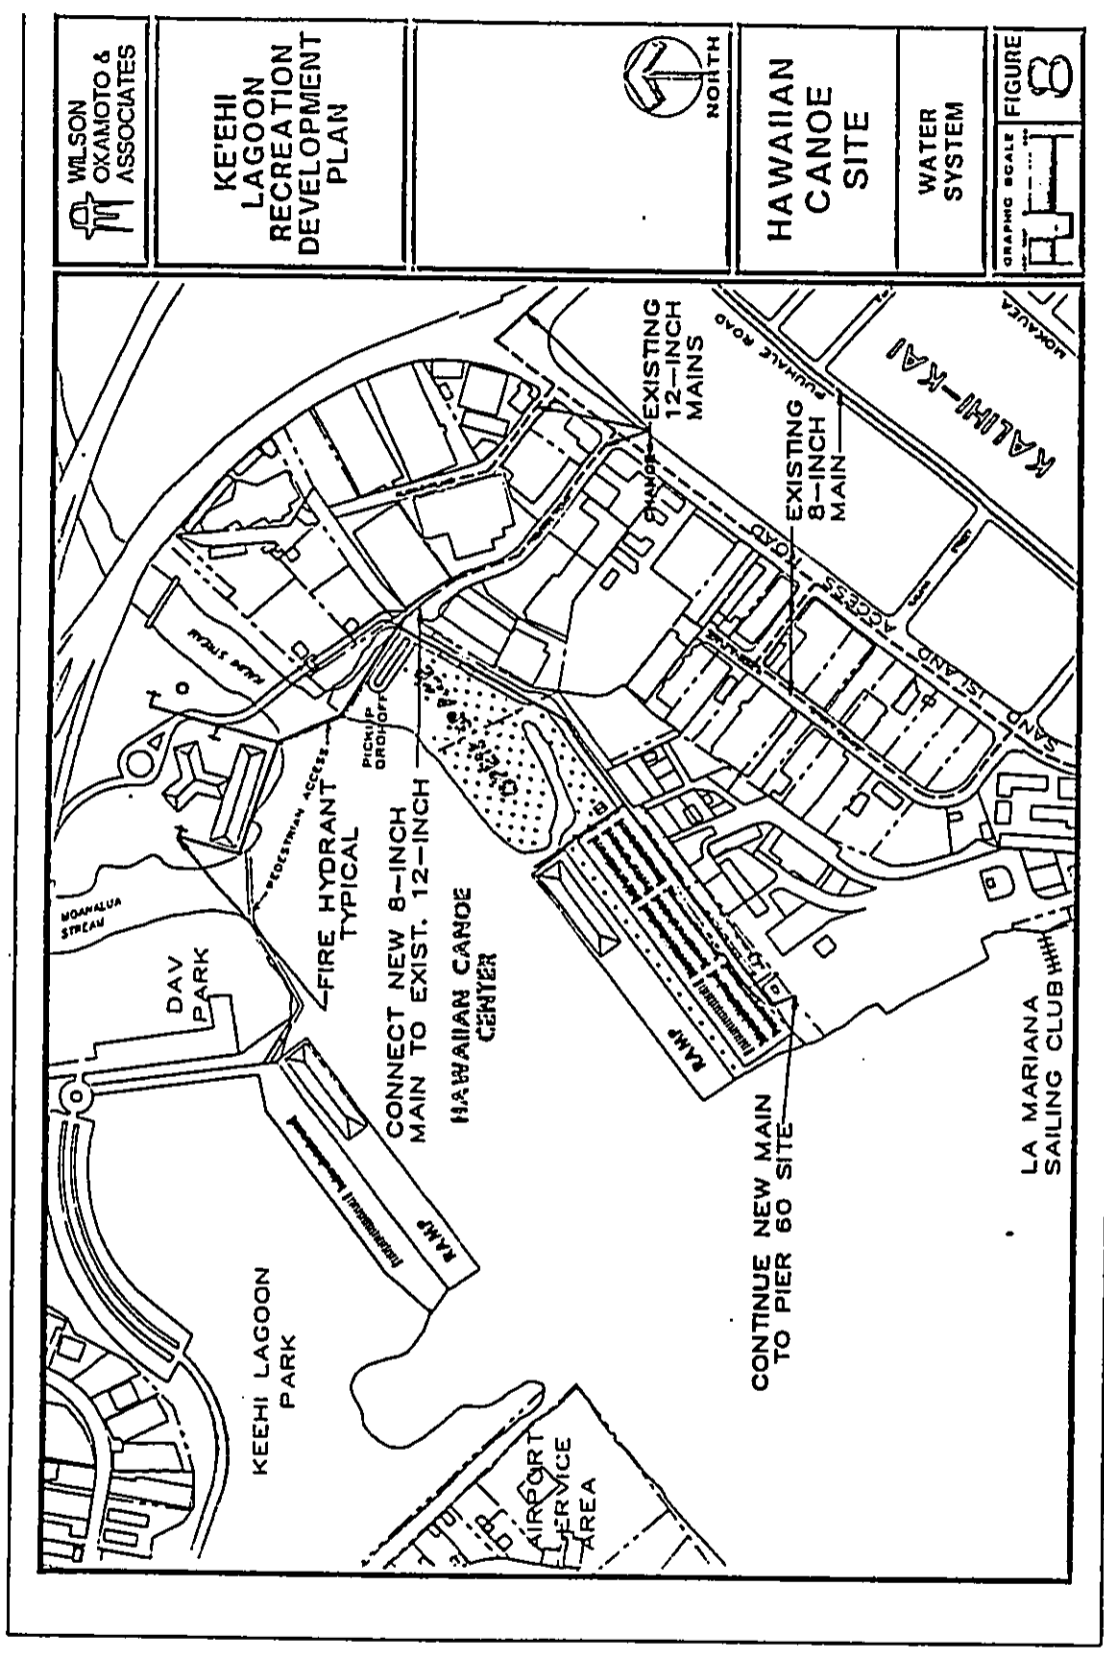 WILSON
OKAMOTO &
ASSOCIATES
KE'EHI
LAGOON
RECREATION
DEVELOPMENT
PLAN
NORTH
HAWAIIAN
CANOE
SITE
WATER
SYSTEM
GRAPHIC SCALE
FIGURE
8
EXISTING
12-INCH
MAINS
PUUHALE ROAD
KALIHI-KAI
MOKAUEA
EXISTING
8-INCH
MAIN
SAND ISLAND ACCESS ROAD
KALIHI STREAM
PICKUP
DROHOFF
PEDESTRIAN ACCESS
FIRE HYDRANT
TYPICAL
CONNECT NEW 8-INCH
MAIN TO EXIST. 12-INCH
HAWAIIAN CANOE
CENTER
MOANALUA
STREAM
DAV
PARK
RAMP
RAMP
CONTINUE NEW MAIN
TO PIER 60 SITE
LA MARIANA
SAILING CLUB
KEEHI LAGOON
PARK
AIRPORT
SERVICE
AREA